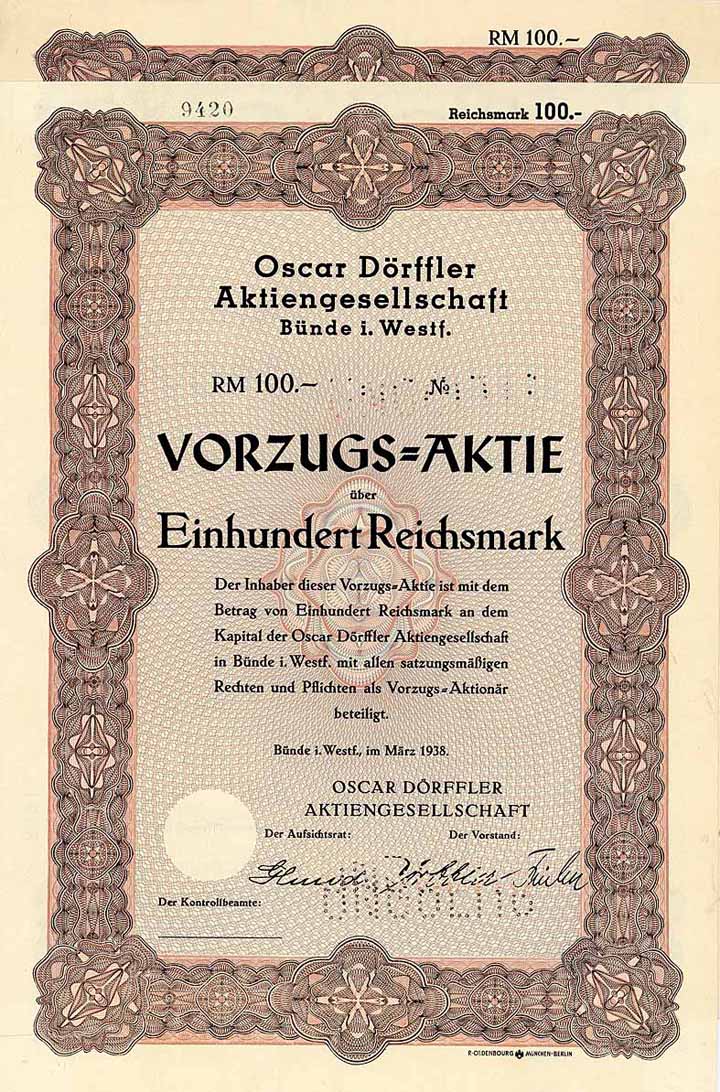 RM 100.–
9420
Reichsmark 100.-
Oscar Dörffler
Aktiengesellschaft
Bünde i. Westf.
RM 100.– №
VORZUGS=AKTIE
über
Einhundert Reichsmark
Der Inhaber dieser Vorzugs=Aktie ist mit dem
Betrag von Einhundert Reichsmark an dem
Kapital der Oscar Dörffler Aktiengesellschaft
in Bünde i. Westf. mit allen satzungsmäßigen
Rechten und Pflichten als Vorzugs=Aktionär
beteiligt.
Bünde i. Westf., im März 1938.
OSCAR DÖRFFLER
AKTIENGESELLSCHAFT
Der Aufsichtsrat: Der Vorstand:
UNGÜLTIG
Der Kontrollbeamte:
R·OLDENBOURG MÜNCHEN-BERLIN